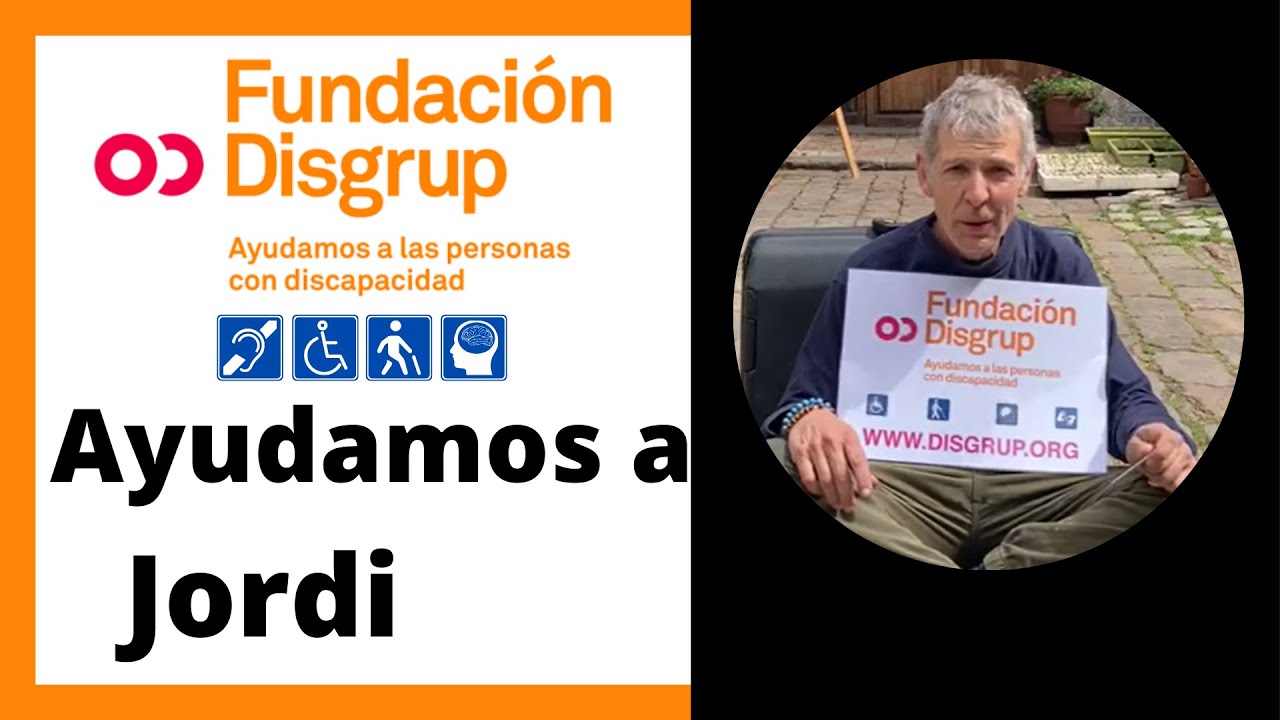 Fundación
Disgrup
Ayudamos a las personas
con discapacidad
Ayudamos a
Jordi
Fundación
Disgrup
Ayudamos a las personas
con discapacidad
WWW.DISGRUP.ORG